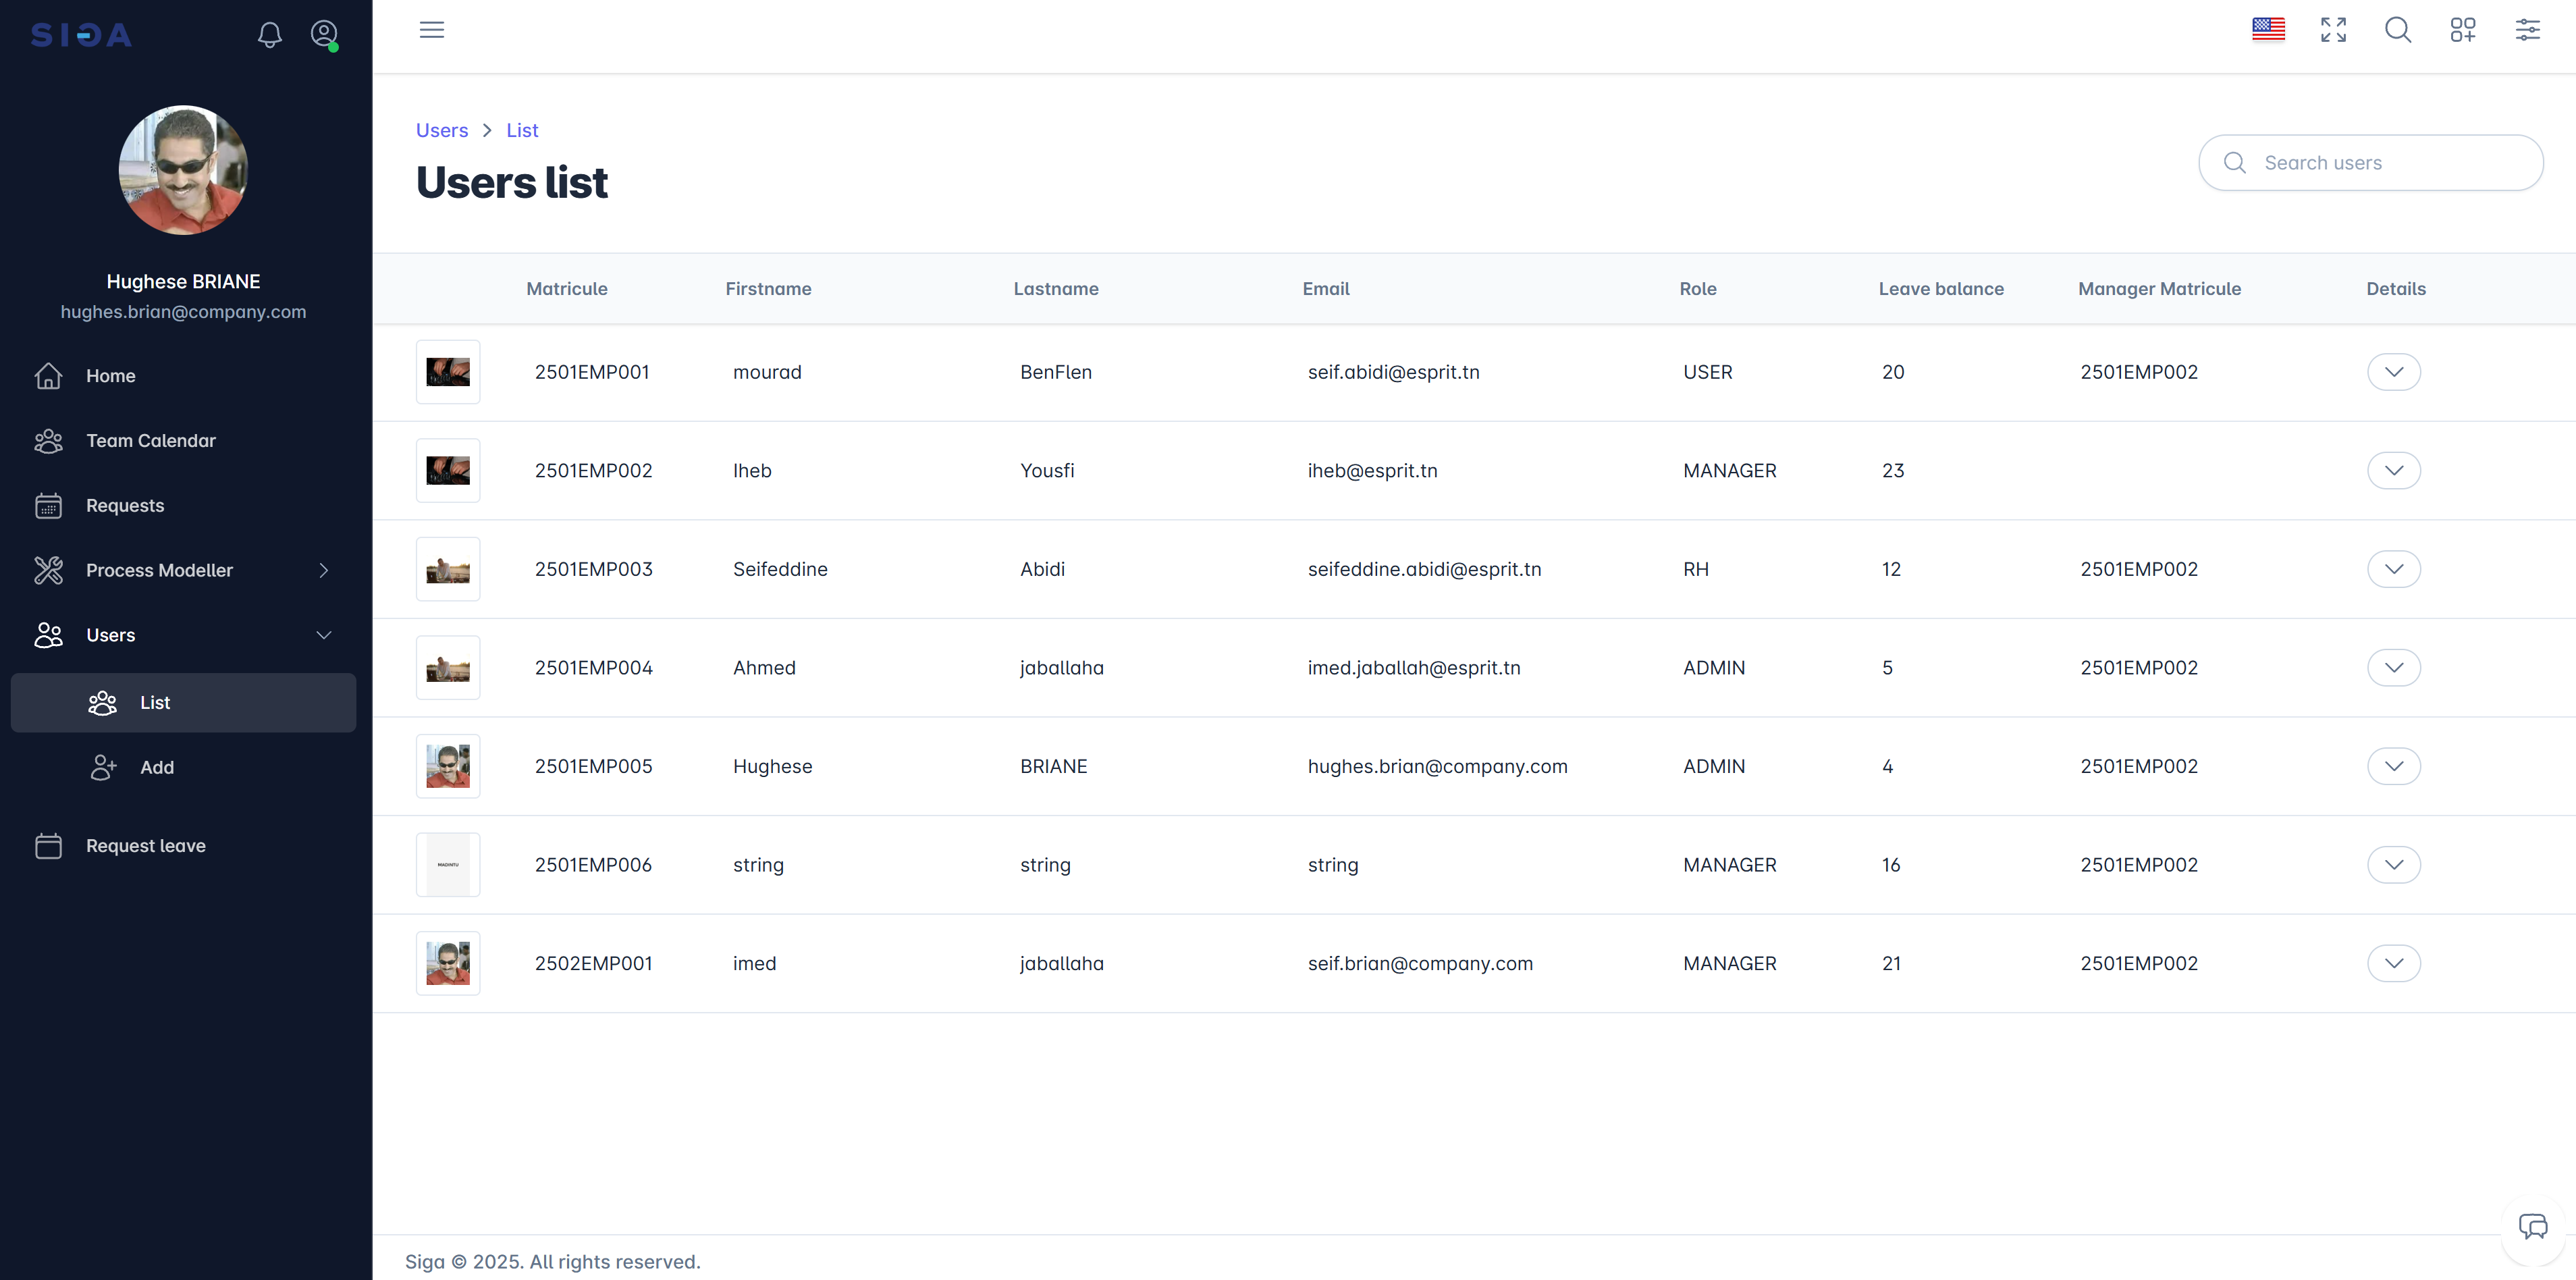 SIGA
Hughese BRIANE
hughes.brian@company.com
Home
Team Calendar
Requests
Process Modeller
Users
List
Add
Request leave
Users > List
Users list
Search users
Matricule Firstname Lastname Email Role Leave balance Manager Matricule Details
2501EMP001 mourad BenFlen seif.abidi@esprit.tn USER 20 2501EMP002
2501EMP002 Iheb Yousfi iheb@esprit.tn MANAGER 23
2501EMP003 Seifeddine Abidi seifeddine.abidi@esprit.tn RH 12 2501EMP002
2501EMP004 Ahmed jaballaha imed.jaballah@esprit.tn ADMIN 5 2501EMP002
2501EMP005 Hughese BRIANE hughes.brian@company.com ADMIN 4 2501EMP002
2501EMP006 string string string MANAGER 16 2501EMP002
2502EMP001 imed jaballaha seif.brian@company.com MANAGER 21 2501EMP002
Siga © 2025. All rights reserved.